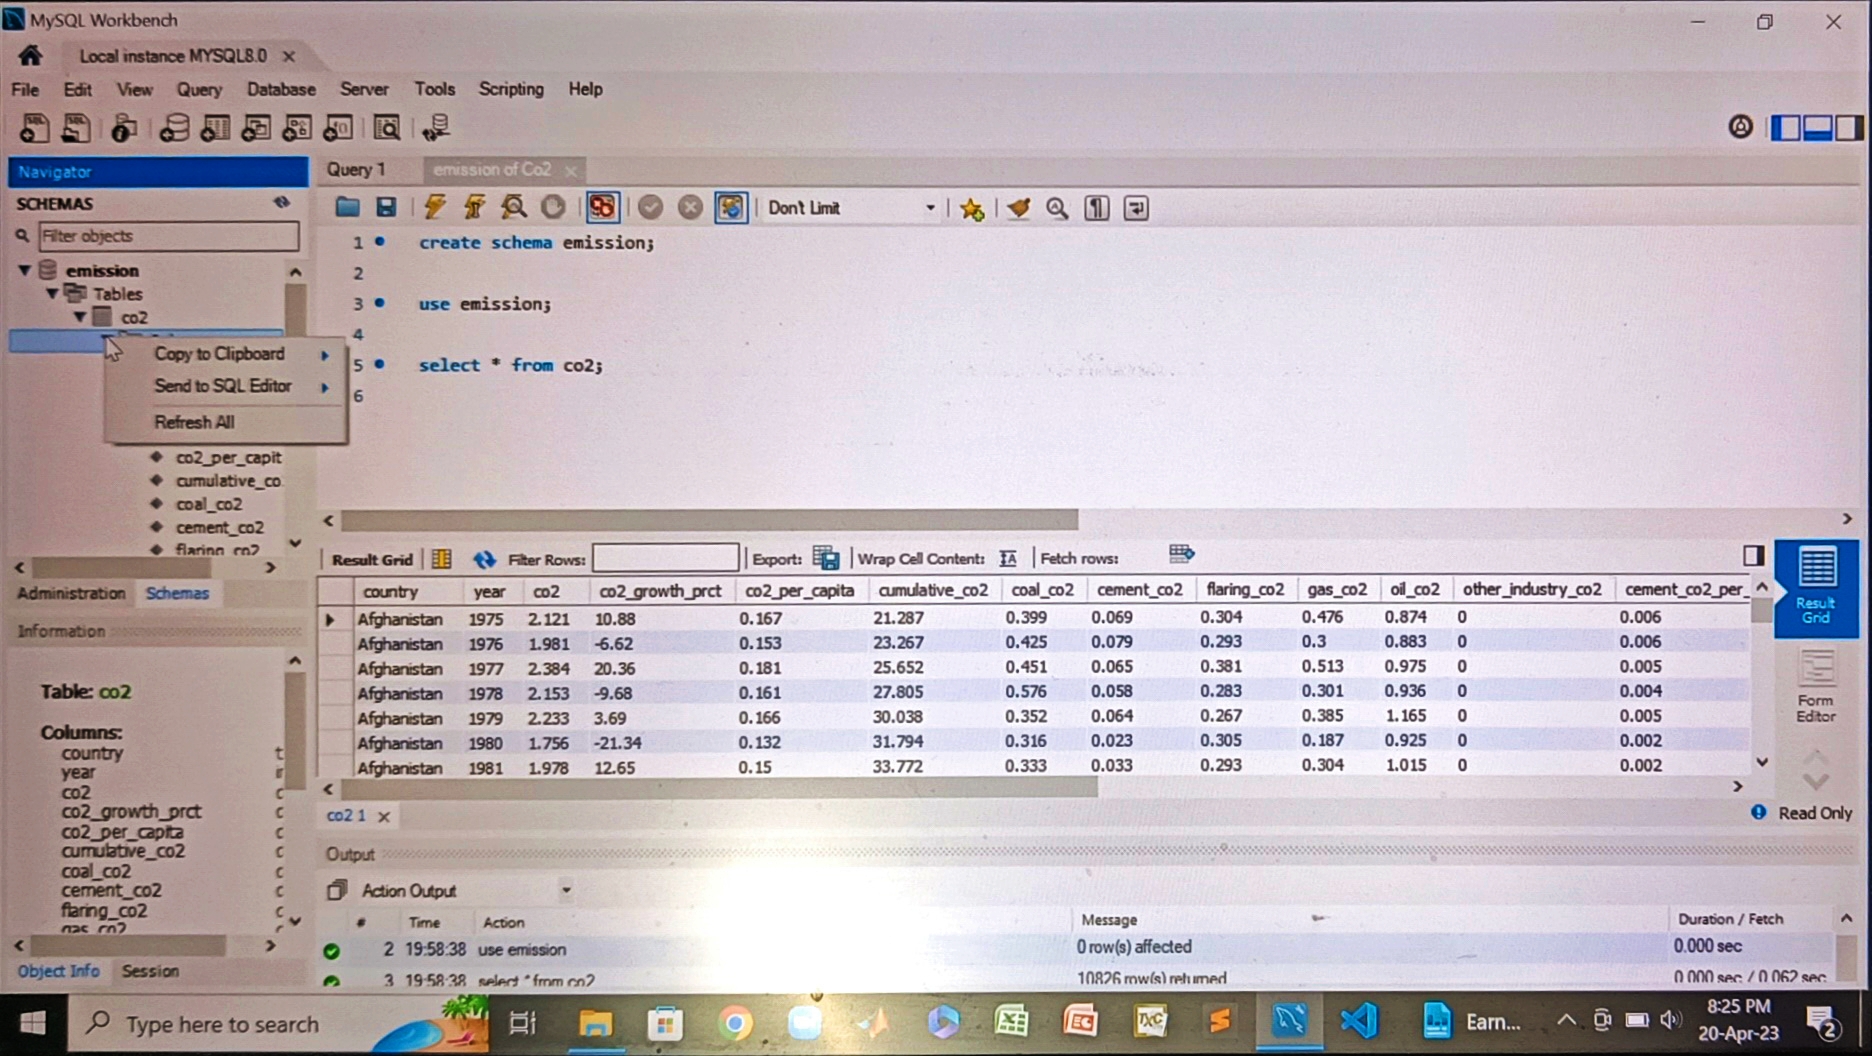 MySQL Workbench
Local instance MYSQL8.0
File Edit View Query Database Server Tools Scripting Help
Navigator
SCHEMAS
Filter objects
emission
Tables
co2
Copy to Clipboard
Send to SQL Editor
Refresh All
co2_per_capit
cumulative_co
coal_co2
cement_co2
flaring_co2
Administration Schemas
Information
Table: co2
Columns:
country t
year
co2
co2_growth_prct
co2_per_capita
cumulative_co2
coal_co2
cement_co2
flaring_co2
gas_co2
Object Info Session
Query 1 emission of Co2
Don't Limit
1 create schema emission;
2
3 use emission;
4
5 select * from co2;
6
Result Grid Filter Rows: Export: Wrap Cell Content: Fetch rows:
country year co2 co2_growth_prct co2_per_capita cumulative_co2 coal_co2 cement_co2 flaring_co2 gas_co2 oil_co2 other_industry_co2 cement_co2_per_
Afghanistan 1975 2.121 10.88 0.167 21.287 0.399 0.069 0.304 0.476 0.874 0 0.006
Afghanistan 1976 1.981 -6.62 0.153 23.267 0.425 0.079 0.293 0.3 0.883 0 0.006
Afghanistan 1977 2.384 20.36 0.181 25.652 0.451 0.065 0.381 0.513 0.975 0 0.005
Afghanistan 1978 2.153 -9.68 0.161 27.805 0.576 0.058 0.283 0.301 0.936 0 0.004
Afghanistan 1979 2.233 3.69 0.166 30.038 0.352 0.064 0.267 0.385 1.165 0 0.005
Afghanistan 1980 1.756 -21.34 0.132 31.794 0.316 0.023 0.305 0.187 0.925 0 0.002
Afghanistan 1981 1.978 12.65 0.15 33.772 0.333 0.033 0.293 0.304 1.015 0 0.002
Result
Grid
Form
Editor
co2 1
Read Only
Output
Action Output
# Time Action Message Duration / Fetch
2 19:58:38 use emission 0 row(s) affected 0.000 sec
3 19:58:38 select * from co2 10826 row(s) returned 0.000 sec / 0.062 sec
Type here to search
Earn...
8:25 PM
20-Apr-23
2